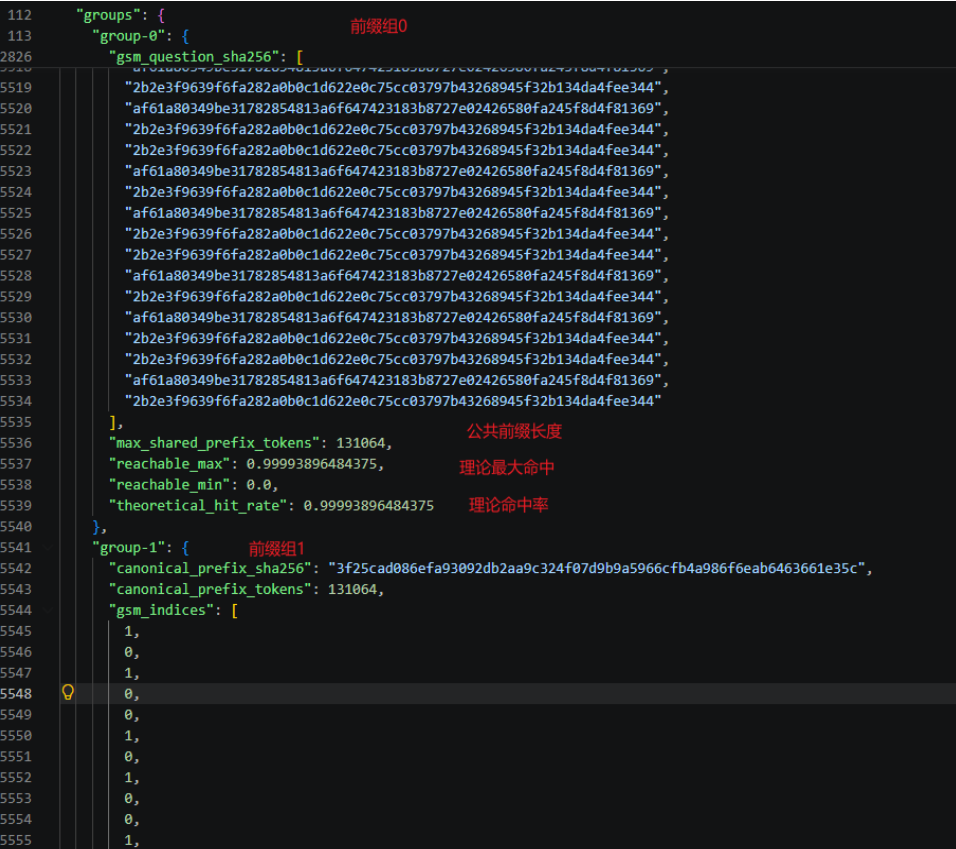 112 "groups": { 前缀组0
113 "group-0": {
2826 "gsm_question_sha256": [
5519 "2b2e3f9639f6fa282a0b0c1d622e0c75cc03797b43268945f32b134da4fee344",
5520 "af61a80349be31782854813a6f647423183b8727e02426580fa245f8d4f81369",
5521 "2b2e3f9639f6fa282a0b0c1d622e0c75cc03797b43268945f32b134da4fee344",
5522 "2b2e3f9639f6fa282a0b0c1d622e0c75cc03797b43268945f32b134da4fee344",
5523 "af61a80349be31782854813a6f647423183b8727e02426580fa245f8d4f81369",
5524 "2b2e3f9639f6fa282a0b0c1d622e0c75cc03797b43268945f32b134da4fee344",
5525 "af61a80349be31782854813a6f647423183b8727e02426580fa245f8d4f81369",
5526 "2b2e3f9639f6fa282a0b0c1d622e0c75cc03797b43268945f32b134da4fee344",
5527 "2b2e3f9639f6fa282a0b0c1d622e0c75cc03797b43268945f32b134da4fee344",
5528 "af61a80349be31782854813a6f647423183b8727e02426580fa245f8d4f81369",
5529 "2b2e3f9639f6fa282a0b0c1d622e0c75cc03797b43268945f32b134da4fee344",
5530 "af61a80349be31782854813a6f647423183b8727e02426580fa245f8d4f81369",
5531 "2b2e3f9639f6fa282a0b0c1d622e0c75cc03797b43268945f32b134da4fee344",
5532 "2b2e3f9639f6fa282a0b0c1d622e0c75cc03797b43268945f32b134da4fee344",
5533 "af61a80349be31782854813a6f647423183b8727e02426580fa245f8d4f81369",
5534 "2b2e3f9639f6fa282a0b0c1d622e0c75cc03797b43268945f32b134da4fee344"
5535 ],
5536 "max_shared_prefix_tokens": 131064, 公共前缀长度
5537 "reachable_max": 0.99993896484375, 理论最大命中
5538 "reachable_min": 0.0,
5539 "theoretical_hit_rate": 0.99993896484375 理论命中率
5540 },
5541 "group-1": { 前缀组1
5542 "canonical_prefix_sha256": "3f25cad086efa93092db2aa9c324f07d9b9a5966cfb4a986f6eab6463661e35c",
5543 "canonical_prefix_tokens": 131064,
5544 "gsm_indices": [
5545 1,
5546 0,
5547 1,
5548 0,
5549 0,
5550 1,
5551 0,
5552 1,
5553 0,
5554 0,
5555 1,